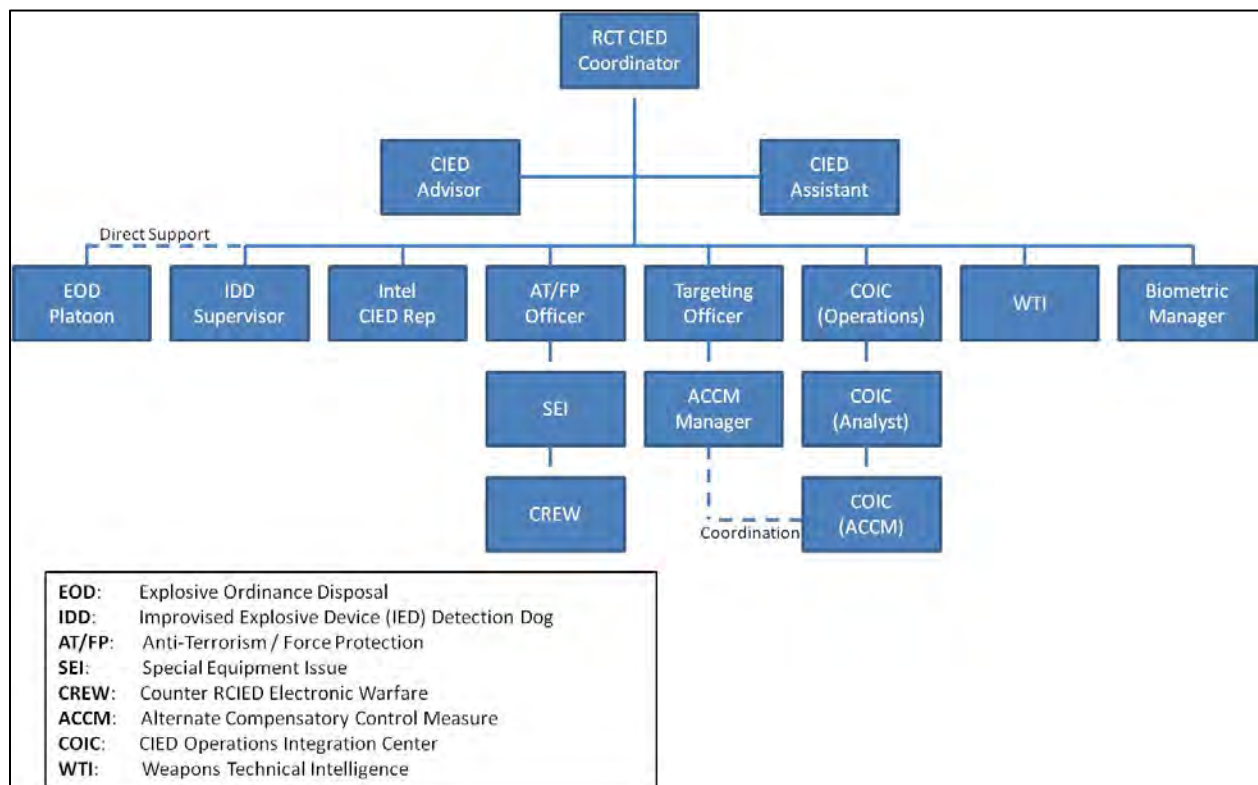 RCT CIED
Coordinator
CIED
Advisor
CIED
Assistant
Direct Support
EOD
Platoon
IDD
Supervisor
Intel
CIED Rep
AT/FP
Officer
Targeting
Officer
COIC
(Operations)
WTI
Biometric
Manager
SEI
ACCM
Manager
COIC
(Analyst)
CREW
Coordination
COIC
(ACCM)
EOD: Explosive Ordinance Disposal
IDD: Improvised Explosive Device (IED) Detection Dog
AT/FP: Anti-Terrorism / Force Protection
SEI: Special Equipment Issue
CREW: Counter RCIED Electronic Warfare
ACCM: Alternate Compensatory Control Measure
COIC: CIED Operations Integration Center
WTI: Weapons Technical Intelligence